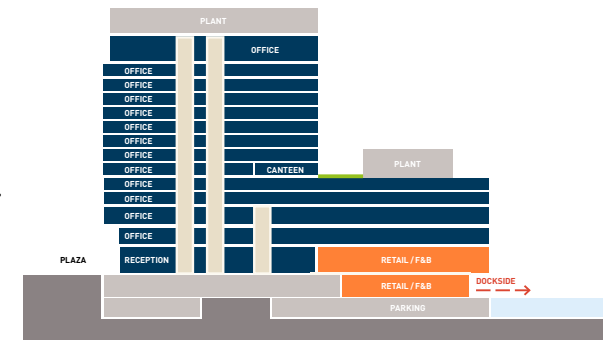 PLANT
OFFICE
OFFICE
OFFICE
OFFICE
OFFICE
OFFICE
OFFICE
OFFICE
PLANT
OFFICE
CANTEEN
OFFICE
OFFICE
OFFICE
OFFICE
PLAZA
RECEPTION
RETAIL / F&B
DOCKSIDE
RETAIL / F&B
PARKING